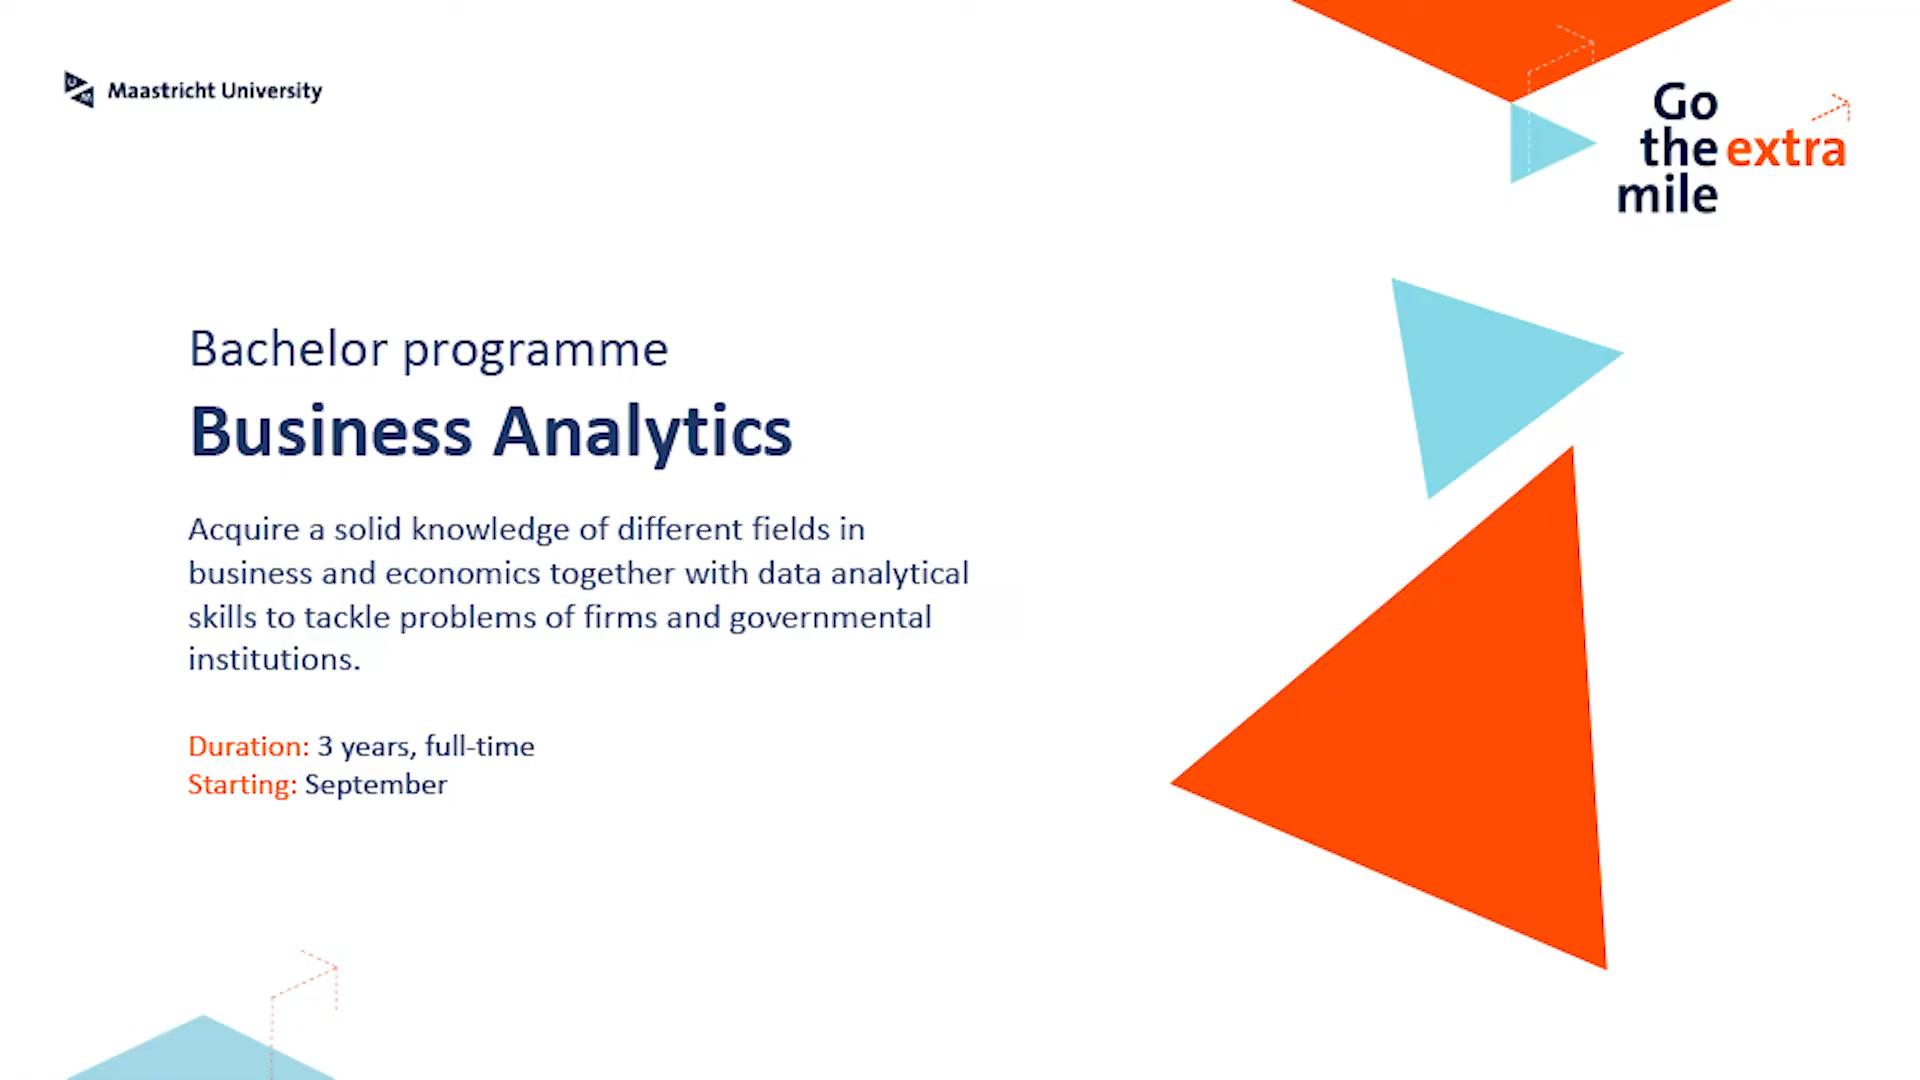 Maastricht University
Go
the extra
mile
Bachelor programme
Business Analytics
Acquire a solid knowledge of different fields in
business and economics together with data analytical
skills to tackle problems of firms and governmental
institutions.
Duration: 3 years, full-time
Starting: September